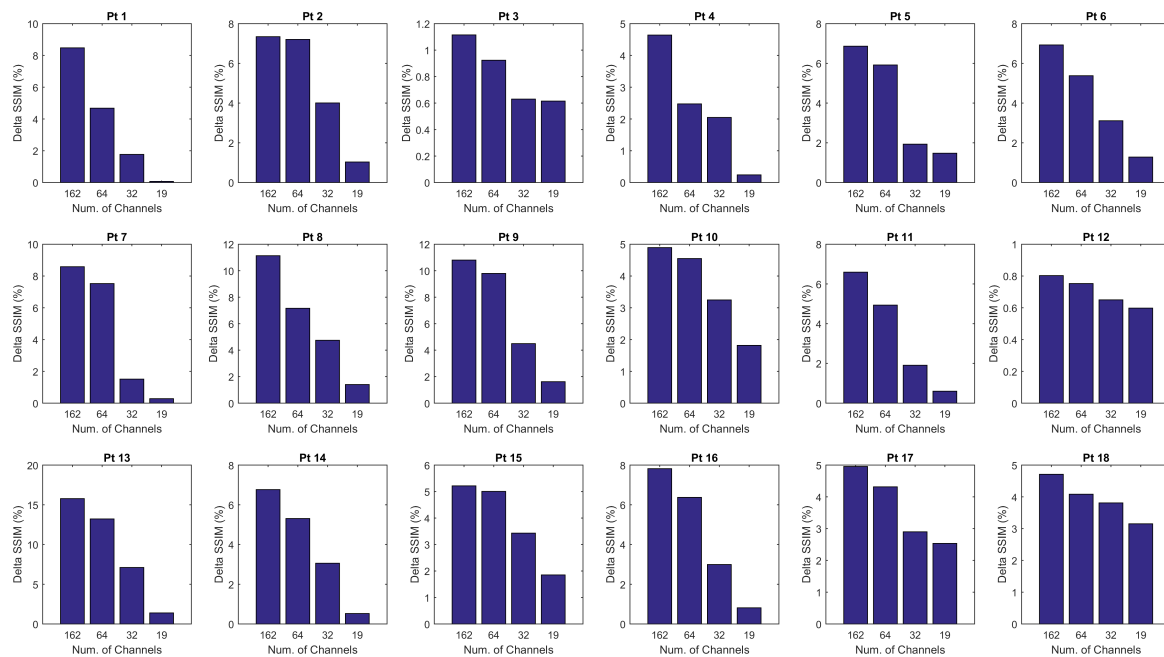 Pt 1
Delta SSIM (%)
10
8
6
4
2
0
162 64 32 19
Num. of Channels
Pt 2
Delta SSIM (%)
8
6
4
2
0
162 64 32 19
Num. of Channels
Pt 3
Delta SSIM (%)
1.2
1
0.8
0.6
0.4
0.2
0
162 64 32 19
Num. of Channels
Pt 4
Delta SSIM (%)
5
4
3
2
1
0
162 64 32 19
Num. of Channels
Pt 5
Delta SSIM (%)
8
6
4
2
0
162 64 32 19
Num. of Channels
Pt 6
Delta SSIM (%)
8
6
4
2
0
162 64 32 19
Num. of Channels
Pt 7
Delta SSIM (%)
10
8
6
4
2
0
162 64 32 19
Num. of Channels
Pt 8
Delta SSIM (%)
12
10
8
6
4
2
0
162 64 32 19
Num. of Channels
Pt 9
Delta SSIM (%)
12
10
8
6
4
2
0
162 64 32 19
Num. of Channels
Pt 10
Delta SSIM (%)
5
4
3
2
1
0
162 64 32 19
Num. of Channels
Pt 11
Delta SSIM (%)
8
6
4
2
0
162 64 32 19
Num. of Channels
Pt 12
Delta SSIM (%)
1
0.8
0.6
0.4
0.2
0
162 64 32 19
Num. of Channels
Pt 13
Delta SSIM (%)
20
15
10
5
0
162 64 32 19
Num. of Channels
Pt 14
Delta SSIM (%)
8
6
4
2
0
162 64 32 19
Num. of Channels
Pt 15
Delta SSIM (%)
6
5
4
3
2
1
0
162 64 32 19
Num. of Channels
Pt 16
Delta SSIM (%)
8
6
4
2
0
162 64 32 19
Num. of Channels
Pt 17
Delta SSIM (%)
5
4
3
2
1
0
162 64 32 19
Num. of Channels
Pt 18
Delta SSIM (%)
5
4
3
2
1
0
162 64 32 19
Num. of Channels